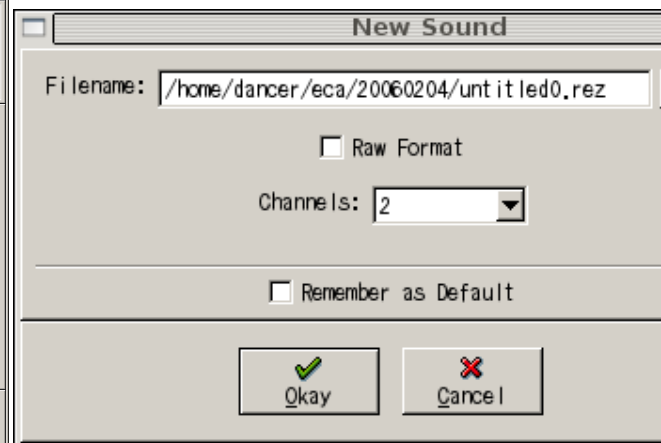 New Sound
Filename: /home/dancer/eca/20060204/untitled0.rez
Raw Format
Channels: 2
Remember as Default
Okay Cancel